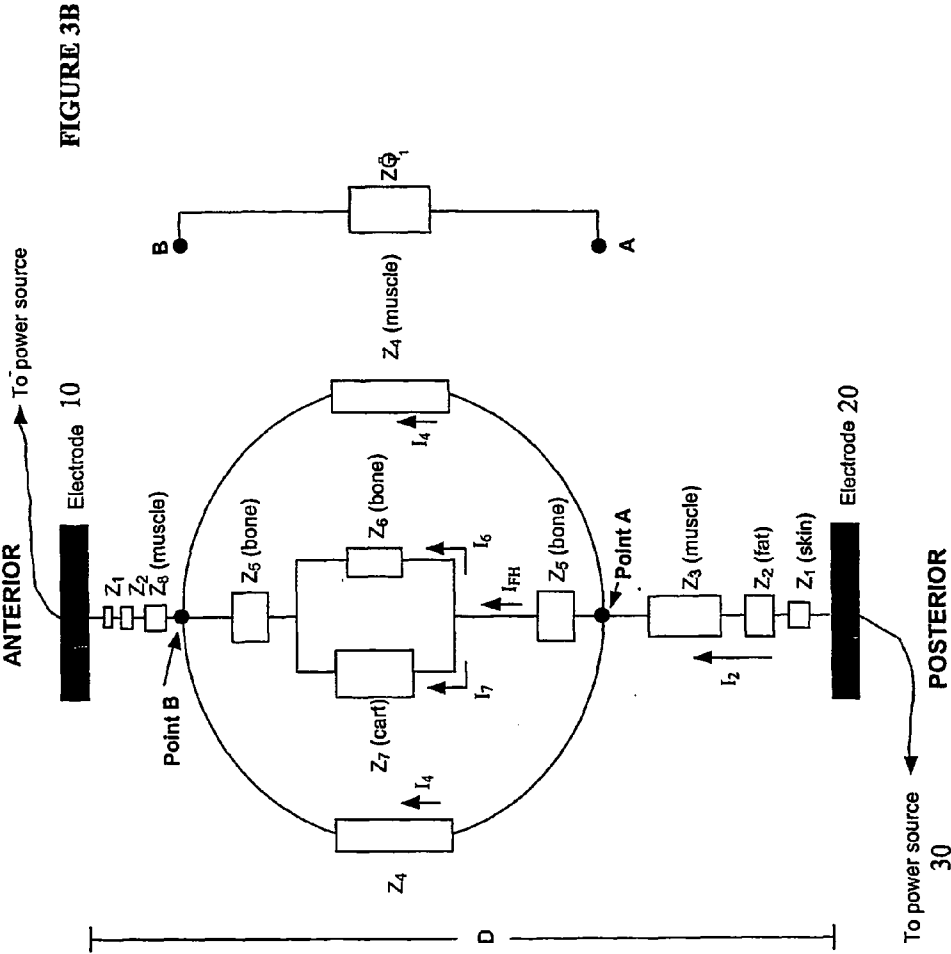 FIGURE 3B
ANTERIOR
To power source
Electrode 10
Z1
Z2
Z8 (muscle)
Point B
B
Z5 (bone)
Z4 (muscle)
Z6 (bone)
I4
I6
Z7 (cart)
I7
IFH
Z4
I4
Z5 (bone)
Point A
A
Z3 (muscle)
Z2 (fat)
I2
Z1 (skin)
Electrode 20
POSTERIOR
To power source
30
D